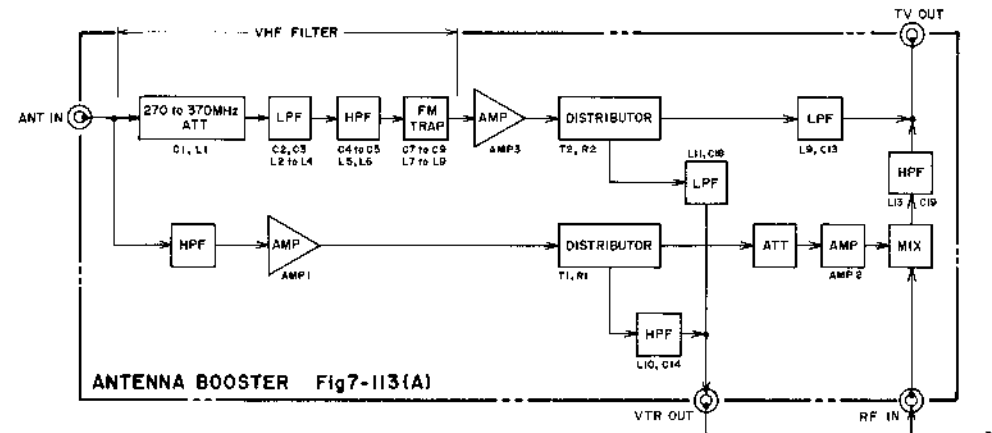 TV OUT
VHF FILTER
ANT IN
270 to 370MHz
ATT
C1, L1
LPF
C2, C3
L2 to L4
HPF
C4 to C5
L5, L6
FM
TRAP
C7 to C9
L7 to L9
AMP
AMP3
DISTRIBUTOR
T2, R2
LPF
L9, C13
L11, C18
LPF
HPF
L13 C19
HPF
AMP
AMP1
DISTRIBUTOR
T1, R1
ATT
AMP
AMP2
MIX
HPF
L10, C14
ANTENNA BOOSTER Fig7-113(A)
VTR OUT
RF IN